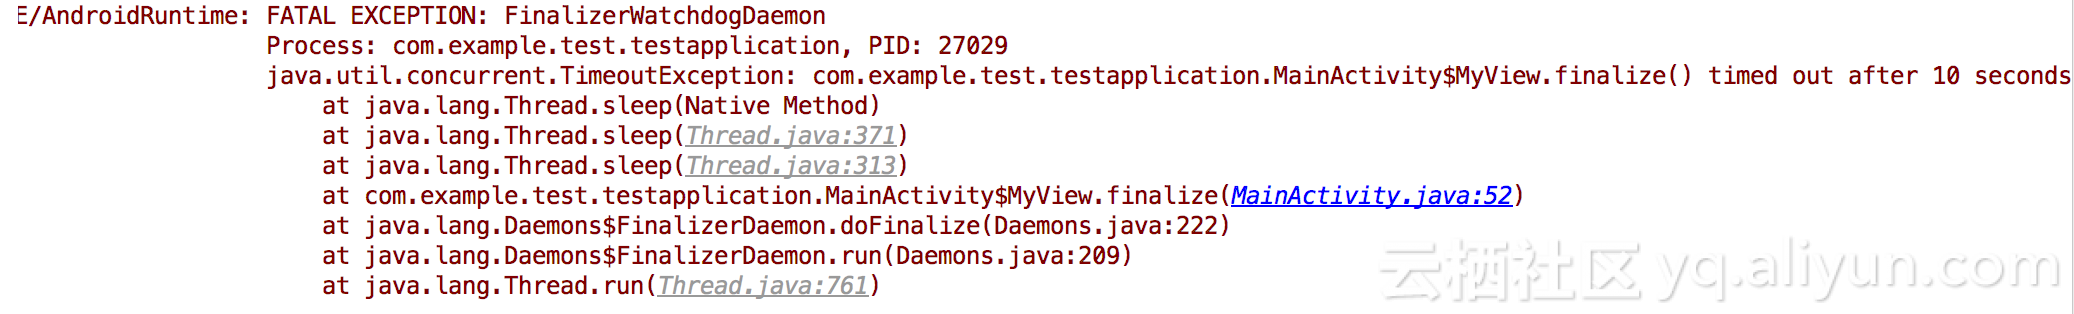 E/AndroidRuntime: FATAL EXCEPTION: FinalizerWatchdogDaemon
Process: com.example.test.testapplication, PID: 27029
java.util.concurrent.TimeoutException: com.example.test.testapplication.MainActivity$MyView.finalize() timed out after 10 seconds
at java.lang.Thread.sleep(Native Method)
at java.lang.Thread.sleep(Thread.java:371)
at java.lang.Thread.sleep(Thread.java:313)
at com.example.test.testapplication.MainActivity$MyView.finalize(MainActivity.java:52)
at java.lang.Daemons$FinalizerDaemon.doFinalize(Daemons.java:222)
at java.lang.Daemons$FinalizerDaemon.run(Daemons.java:209)
at java.lang.Thread.run(Thread.java:761)
云栖社区 yq.aliyun.com